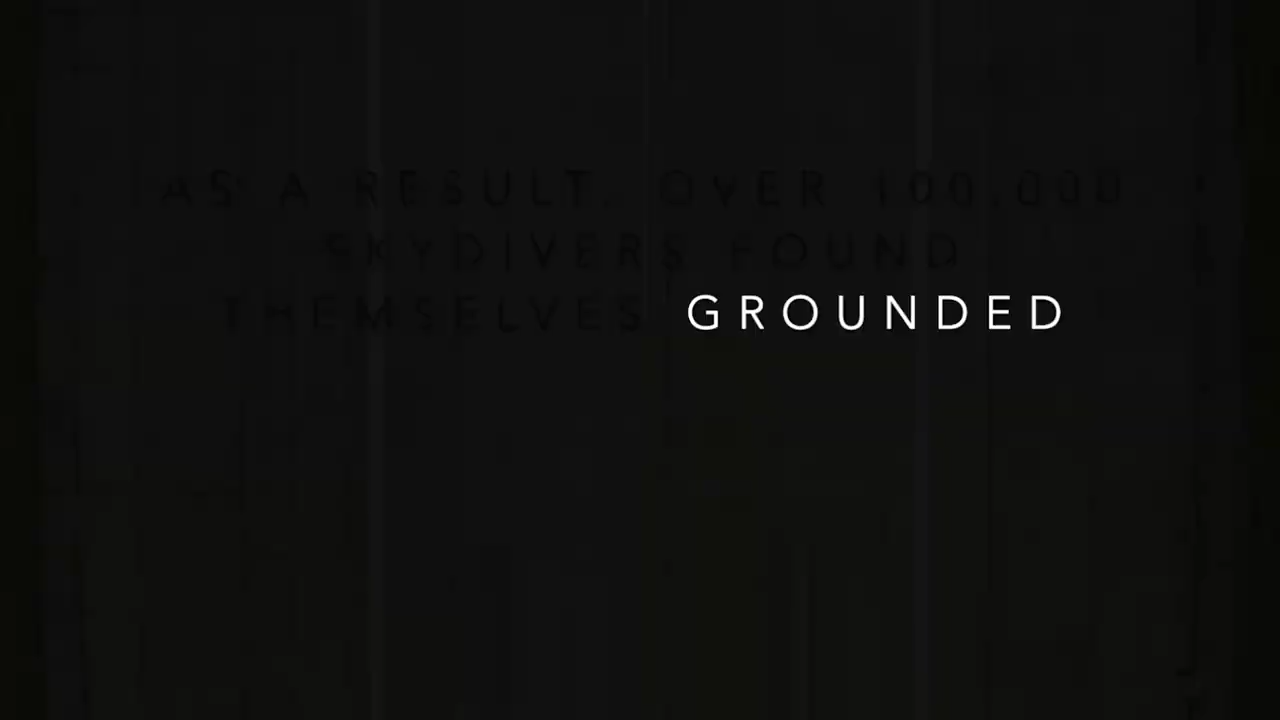 AS A RESULT, OVER 100,000
SKYDIVERS FOUND
THEMSELVES GROUNDED